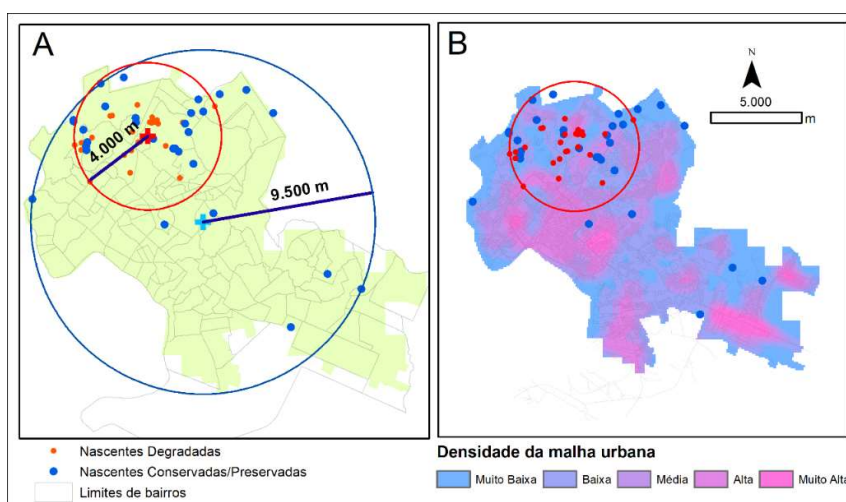 A
4.000 m
9.500 m
B
N
5.000
m
Nascentes Degradadas
Nascentes Conservadas/Preservadas
Limites de bairros
Densidade da malha urbana
Muito Baixa
Baixa
Média
Alta
Muito Alta